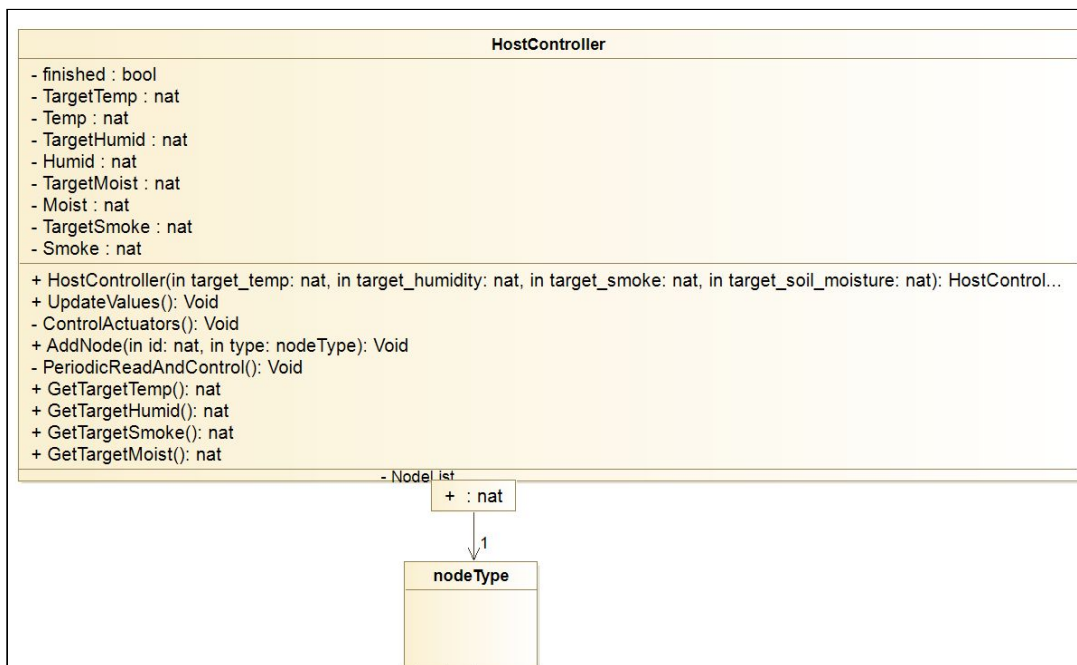 HostController
- finished : bool
- TargetTemp : nat
- Temp : nat
- TargetHumid : nat
- Humid : nat
- TargetMoist : nat
- Moist : nat
- TargetSmoke : nat
- Smoke : nat
+ HostController(in target_temp: nat, in target_humidity: nat, in target_smoke: nat, in target_soil_moisture: nat): HostControl...
+ UpdateValues(): Void
- ControlActuators(): Void
+ AddNode(in id: nat, in type: nodeType): Void
- PeriodicReadAndControl(): Void
+ GetTargetTemp(): nat
+ GetTargetHumid(): nat
+ GetTargetSmoke(): nat
+ GetTargetMoist(): nat
- NodeList
+ : nat
1
nodeType